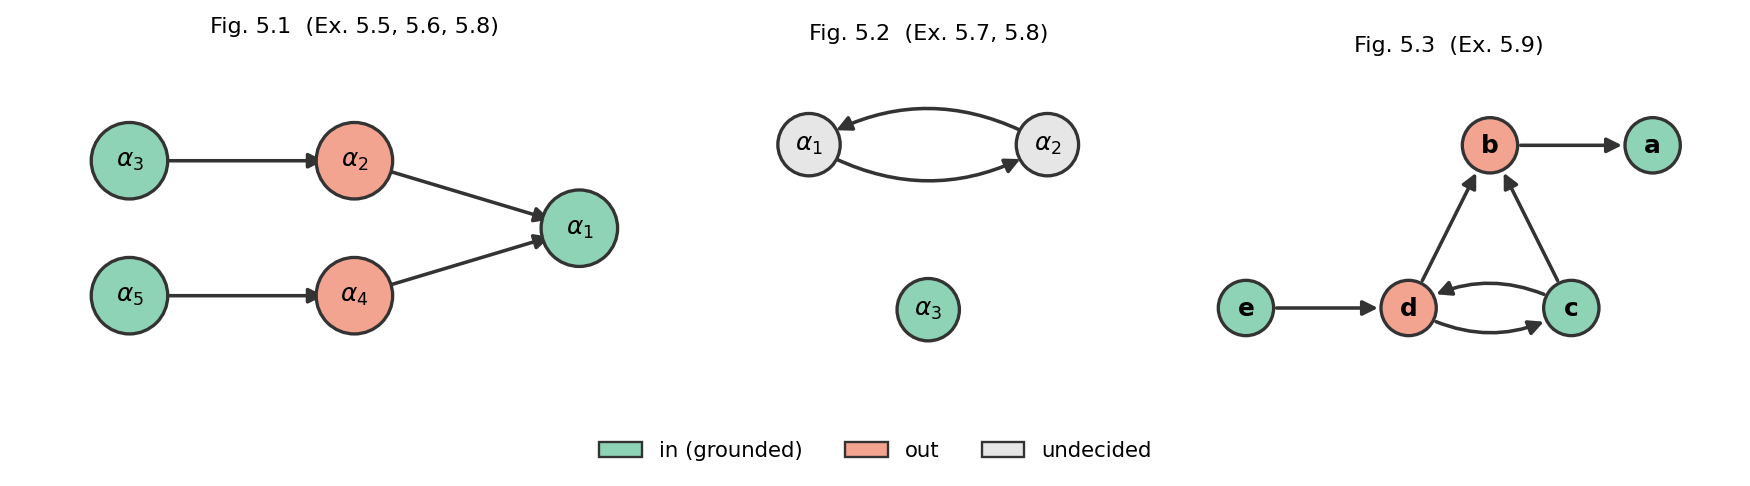 Fig. 5.1  (Ex. 5.5, 5.6, 5.8)
α₃
α₂
α₁
α₅
α₄
Fig. 5.2  (Ex. 5.7, 5.8)
α₁
α₂
α₃
Fig. 5.3  (Ex. 5.9)
b
a
e
d
c
in (grounded)
out
undecided